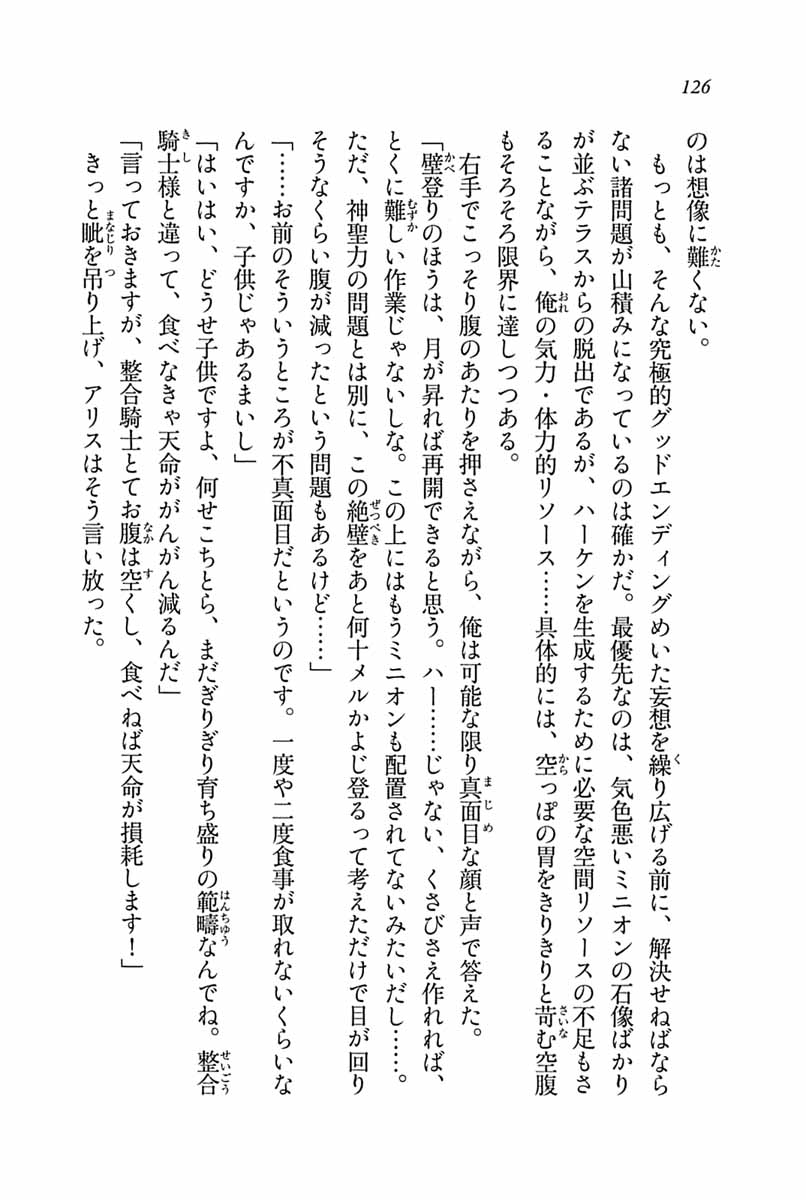 126
のは想像に難くない。
もっとも、そんな究極的グッドエンディングめいた妄想を繰り広げる前に、解決せねばなら
ない諸問題が山積みになっているのは確かだ。最優先なのは、気色悪いミニオンの石像ばかり
が並ぶテラスからの脱出であるが、ハーケンを生成するために必要な空間リソースの不足もさ
ることながら、俺の気力・体力的リソース……具体的には、空っぽの胃をきりきりと苛む空腹
もそろそろ限界に達しつつある。
右手でこっそり腹のあたりを押さえながら、俺は可能な限り真面目な顔と声で答えた。
「壁登りのほうは、月が昇れば再開できると思う。ハー……じゃない、くさびさえ作れれば、
とくに難しい作業じゃないしな。この上にはもうミニオンも配置されてないみたいだし……。
ただ、神聖力の問題とは別に、この絶壁をあと何十メルかよじ登るって考えただけで目が回り
そうなくらい腹が減ったという問題もあるけど……」
「……お前のそういうところが不真面目だというのです。一度や二度食事が取れないくらいな
んですか、子供じゃあるまいし」
「はいはい、どうせ子供ですよ、何せこちとら、まだぎりぎり育ち盛りの範疇なんでね。整合
騎士様と違って、食べなきゃ天命ががんがん減るんだ」
「言っておきますが、整合騎士とてお腹は空くし、食べねば天命が損耗します！」
きっと眦を吊り上げ、アリスはそう言い放った。